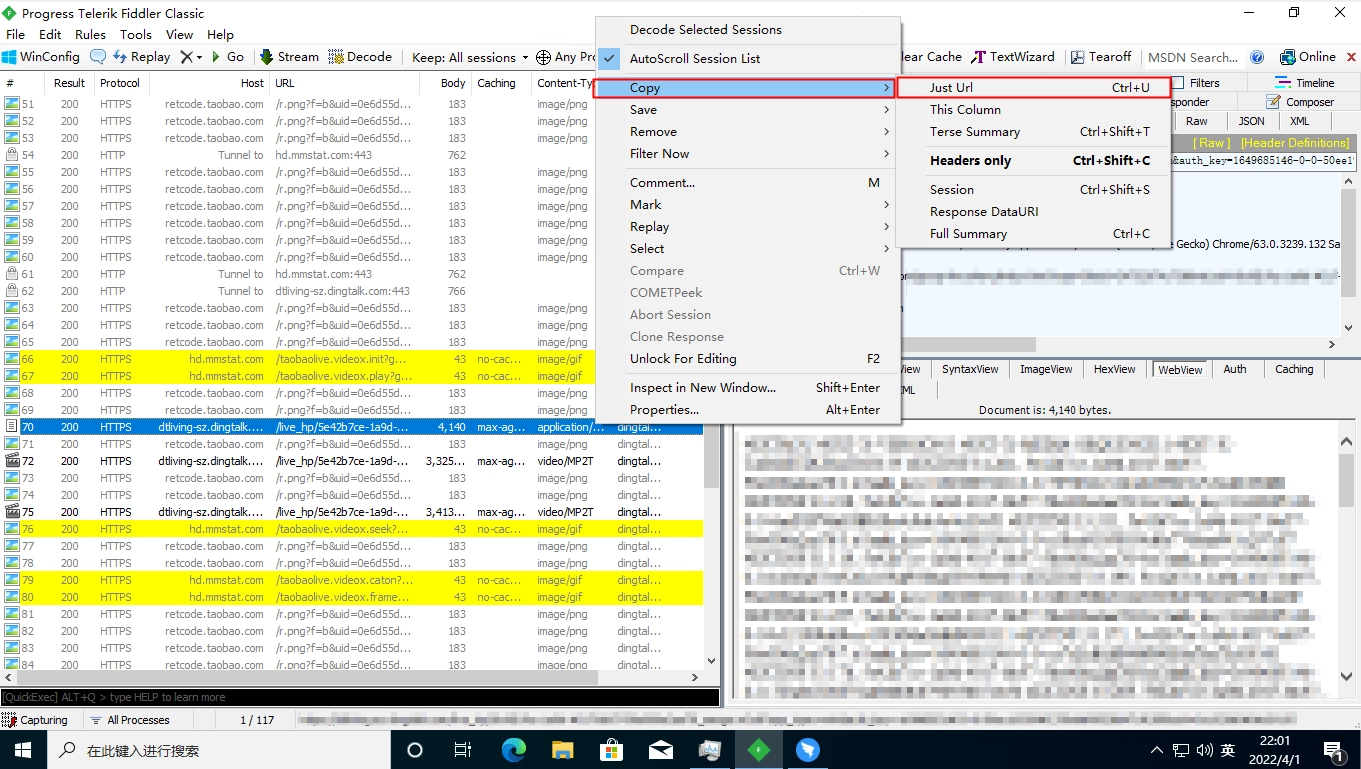 Progress Telerik Fiddler Classic
File Edit Rules Tools View Help
WinConfig Replay Go Stream Decode Keep: All sessions Any Pro lear Cache TextWizard Tearoff MSDN Search... Online
# Result Protocol Host URL Body Caching Content-Ty
51 200 HTTPS retcode.taobao.com /r.png?f=b&uid=0e6d55d... 183 image/png
52 200 HTTPS retcode.taobao.com /r.png?f=b&uid=0e6d55d... 183 image/png
53 200 HTTPS retcode.taobao.com /r.png?f=b&uid=0e6d55d... 183 image/png
54 200 HTTP Tunnel to hd.mmstat.com:443 762
55 200 HTTPS retcode.taobao.com /r.png?f=b&uid=0e6d55d... 183 image/png
56 200 HTTPS retcode.taobao.com /r.png?f=b&uid=0e6d55d... 183 image/png
57 200 HTTPS retcode.taobao.com /r.png?f=b&uid=0e6d55d... 183 image/png
58 200 HTTPS retcode.taobao.com /r.png?f=b&uid=0e6d55d... 183 image/png
59 200 HTTPS retcode.taobao.com /r.png?f=b&uid=0e6d55d... 183 image/png
60 200 HTTPS retcode.taobao.com /r.png?f=b&uid=0e6d55d... 183 image/png
61 200 HTTP Tunnel to hd.mmstat.com:443 762
62 200 HTTP Tunnel to dtliving-sz.dingtalk.com:443 766
63 200 HTTPS retcode.taobao.com /r.png?f=b&uid=0e6d55d... 183 image/png
64 200 HTTPS retcode.taobao.com /r.png?f=b&uid=0e6d55d... 183 image/png
65 200 HTTPS retcode.taobao.com /r.png?f=b&uid=0e6d55d... 183 image/png
66 200 HTTPS hd.mmstat.com /taobaolive.videox.init?g... 43 no-cac... image/gif
67 200 HTTPS hd.mmstat.com /taobaolive.videox.play?g... 43 no-cac... image/gif
68 200 HTTPS retcode.taobao.com /r.png?f=b&uid=0e6d55d... 183 image/png
69 200 HTTPS retcode.taobao.com /r.png?f=b&uid=0e6d55d... 183 image/png
70 200 HTTPS dtliving-sz.dingtalk.... /live_hp/5e42b7ce-1a9d-... 4,140 max-ag... application/... dingtal...
71 200 HTTPS retcode.taobao.com /r.png?f=b&uid=0e6d55d... 183 image/png dingtal...
72 200 HTTPS dtliving-sz.dingtalk.... /live_hp/5e42b7ce-1a9d-... 3,325... max-ag... video/MP2T dingtal...
73 200 HTTPS retcode.taobao.com /r.png?f=b&uid=0e6d55d... 183 image/png dingtal...
74 200 HTTPS retcode.taobao.com /r.png?f=b&uid=0e6d55d... 183 image/png dingtal...
75 200 HTTPS dtliving-sz.dingtalk.... /live_hp/5e42b7ce-1a9d-... 3,413... max-ag... video/MP2T dingtal...
76 200 HTTPS hd.mmstat.com /taobaolive.videox.seek?... 43 no-cac... image/gif dingtal...
77 200 HTTPS retcode.taobao.com /r.png?f=b&uid=0e6d55d... 183 image/png dingtal...
78 200 HTTPS retcode.taobao.com /r.png?f=b&uid=0e6d55d... 183 image/png dingtal...
79 200 HTTPS hd.mmstat.com /taobaolive.videox.caton?... 43 no-cac... image/gif dingtal...
80 200 HTTPS hd.mmstat.com /taobaolive.videox.frame... 43 no-cac... image/gif dingtal...
81 200 HTTPS retcode.taobao.com /r.png?f=b&uid=0e6d55d... 183 image/png dingtal...
82 200 HTTPS retcode.taobao.com /r.png?f=b&uid=0e6d55d... 183 image/png dingtal...
83 200 HTTPS retcode.taobao.com /r.png?f=b&uid=0e6d55d... 183 image/png dingtal...
84 200 HTTPS retcode.taobao.com /r.png?f=b&uid=0e6d55d... 183 image/png dingtal...
Decode Selected Sessions
AutoScroll Session List
Copy
Save
Remove
Filter Now
Comment... M
Mark
Replay
Select
Compare Ctrl+W
COMETPeek
Abort Session
Clone Response
Unlock For Editing F2
Inspect in New Window... Shift+Enter
Properties... Alt+Enter
Just Url Ctrl+U
This Column
Terse Summary Ctrl+Shift+T
Headers only Ctrl+Shift+C
Session Ctrl+Shift+S
Response DataURI
Full Summary Ctrl+C
Filters Timeline
sponder Composer
Raw JSON XML
[ Raw ] [Header Definitions]
&auth_key=1649685146-0-0-50ee1
Gecko) Chrome/63.0.3239.132 Sa
iew SyntaxView ImageView HexView WebView Auth Caching
ML
Document is: 4,140 bytes.
[QuickExec] ALT+Q > type HELP to learn more
Capturing All Processes 1 / 117
在此键入进行搜索
英
22:01
2022/4/1
1